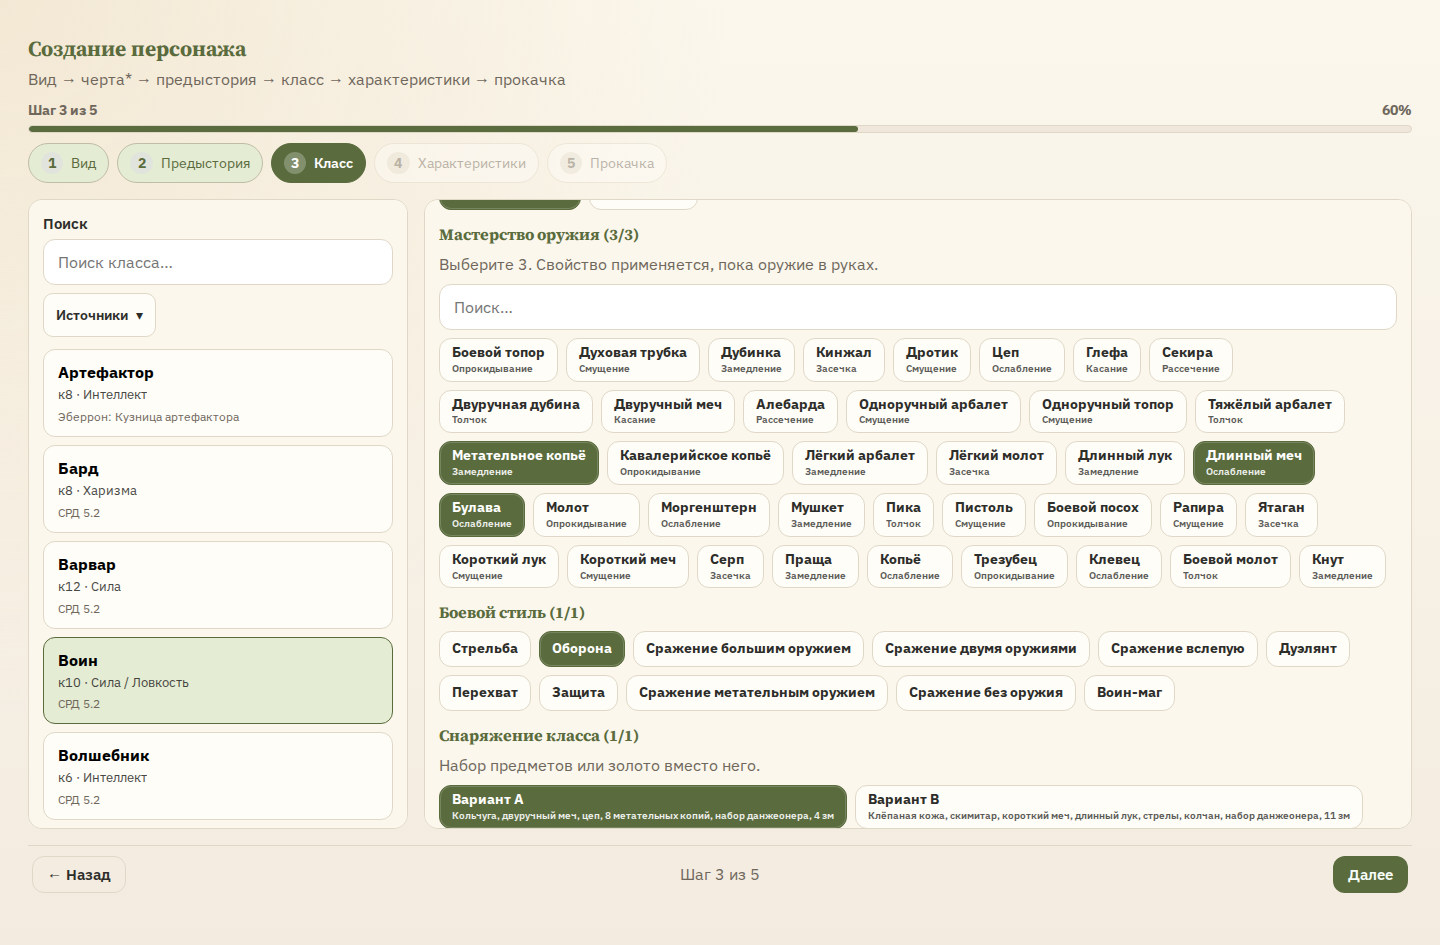 Создание персонажа
Вид → черта* → предыстория → класс → характеристики → прокачка
Шаг 3 из 5
60%
1 Вид
2 Предыстория
3 Класс
4 Характеристики
5 Прокачка
Поиск
Поиск класса...
Источники ▾
Артефактор
к8 · Интеллект
Эберрон: Кузница артефактора
Бард
к8 · Харизма
СРД 5.2
Варвар
к12 · Сила
СРД 5.2
Воин
к10 · Сила / Ловкость
СРД 5.2
Волшебник
к6 · Интеллект
СРД 5.2
Мастерство оружия (3/3)
Выберите 3. Свойство применяется, пока оружие в руках.
Поиск...
Боевой топор
Опрокидывание
Духовая трубка
Смущение
Дубинка
Замедление
Кинжал
Засечка
Дротик
Смущение
Цеп
Ослабление
Глефа
Касание
Секира
Рассечение
Двуручная дубина
Толчок
Двуручный меч
Касание
Алебарда
Рассечение
Одноручный арбалет
Смущение
Одноручный топор
Смущение
Тяжёлый арбалет
Толчок
Метательное копьё
Замедление
Кавалерийское копьё
Опрокидывание
Лёгкий арбалет
Замедление
Лёгкий молот
Засечка
Длинный лук
Замедление
Длинный меч
Ослабление
Булава
Ослабление
Молот
Опрокидывание
Моргенштерн
Ослабление
Мушкет
Замедление
Пика
Толчок
Пистоль
Смущение
Боевой посох
Опрокидывание
Рапира
Смущение
Ятаган
Засечка
Короткий лук
Смущение
Короткий меч
Смущение
Серп
Засечка
Праща
Замедление
Копьё
Ослабление
Трезубец
Опрокидывание
Клевец
Ослабление
Боевой молот
Толчок
Кнут
Замедление
Боевой стиль (1/1)
Стрельба
Оборона
Сражение большим оружием
Сражение двумя оружиями
Сражение вслепую
Дуэлянт
Перехват
Защита
Сражение метательным оружием
Сражение без оружия
Воин-маг
Снаряжение класса (1/1)
Набор предметов или золото вместо него.
Вариант A
Кольчуга, двуручный меч, цеп, 8 метательных копий, набор данжеонера, 4 зм
Вариант B
Клёпаная кожа, скимитар, короткий меч, длинный лук, стрелы, колчан, набор данжеонера, 11 зм
← Назад
Шаг 3 из 5
Далее